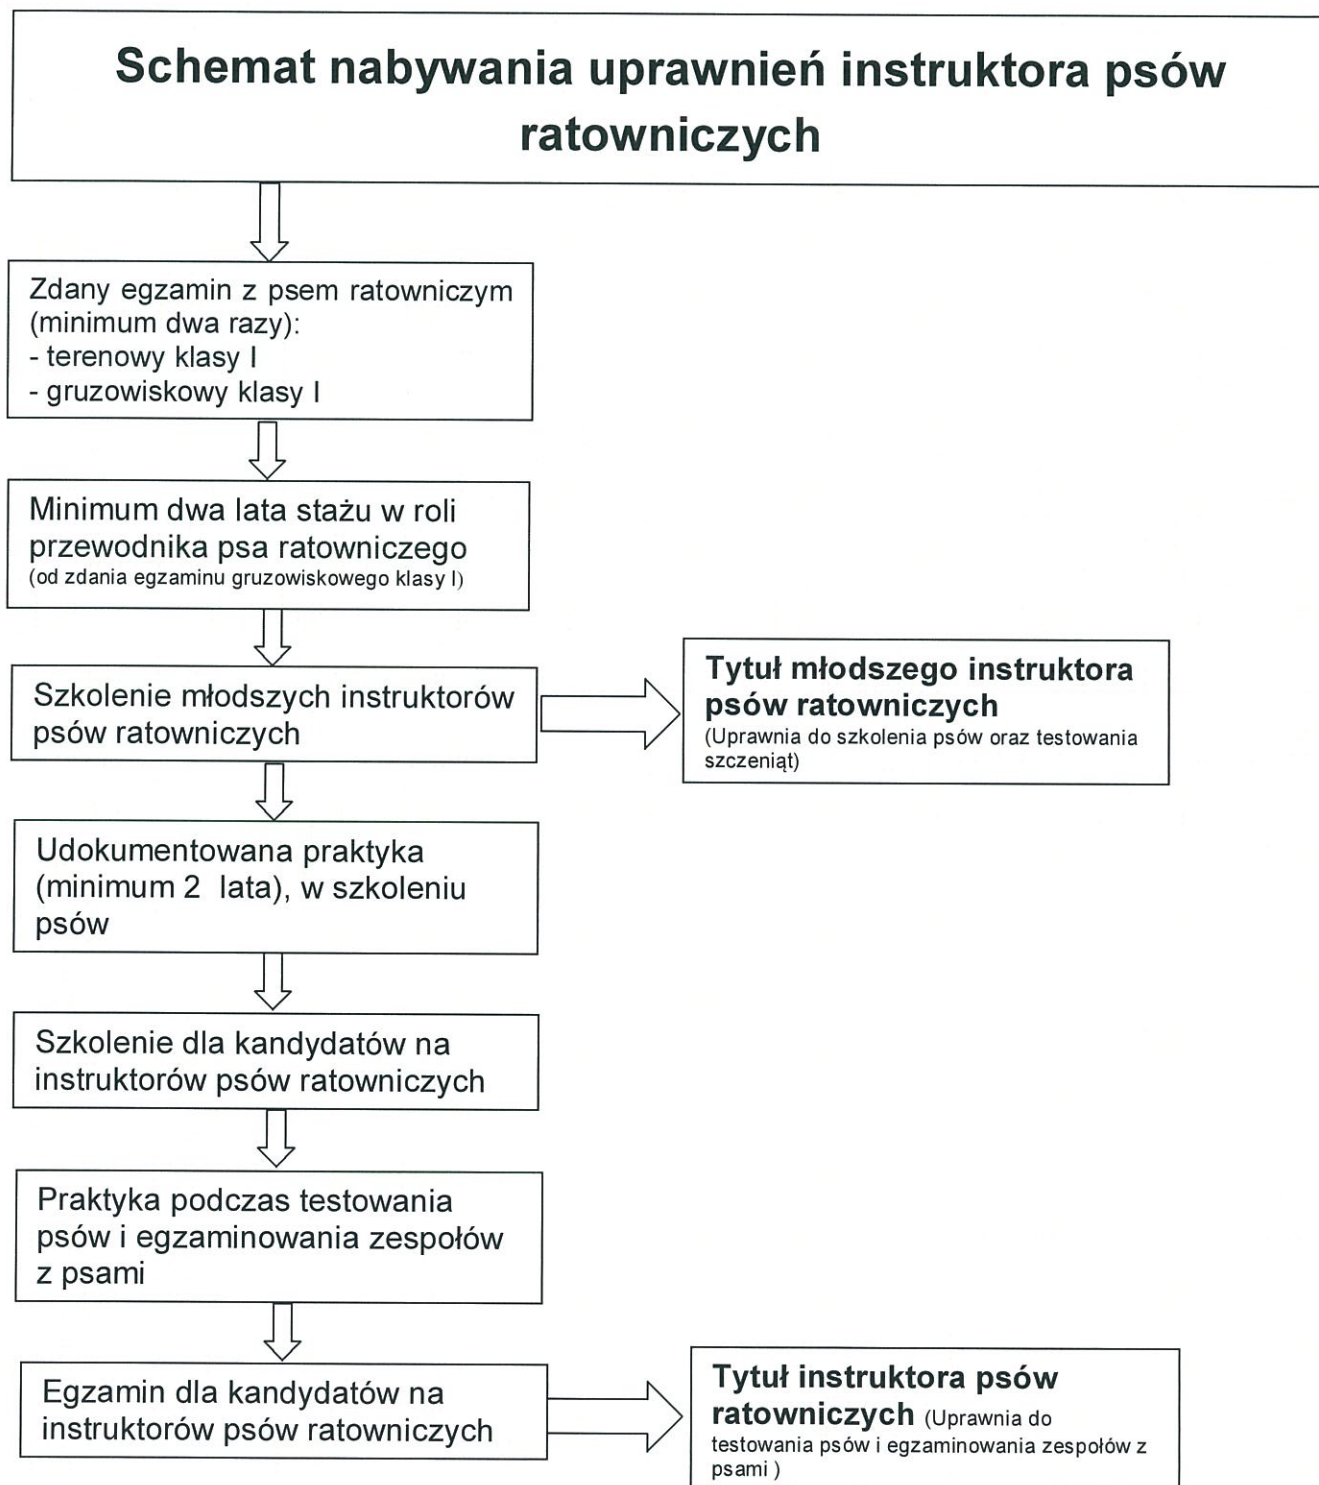 Schemat nabywania uprawnień instruktora psów
ratowniczych
Zdany egzamin z psem ratowniczym
(minimum dwa razy):
- terenowy klasy I
- gruzowiskowy klasy I
Minimum dwa lata stażu w roli
przewodnika psa ratowniczego
(od zdania egzaminu gruzowiskowego klasy I)
Szkolenie młodszych instruktorów
psów ratowniczych
Tytuł młodszego instruktora
psów ratowniczych
(Uprawnia do szkolenia psów oraz testowania
szczeniąt)
Udokumentowana praktyka
(minimum 2  lata), w szkoleniu
psów
Szkolenie dla kandydatów na
instruktorów psów ratowniczych
Praktyka podczas testowania
psów i egzaminowania zespołów
z psami
Egzamin dla kandydatów na
instruktorów psów ratowniczych
Tytuł instruktora psów
ratowniczych (Uprawnia do
testowania psów i egzaminowania zespołów z
psami )